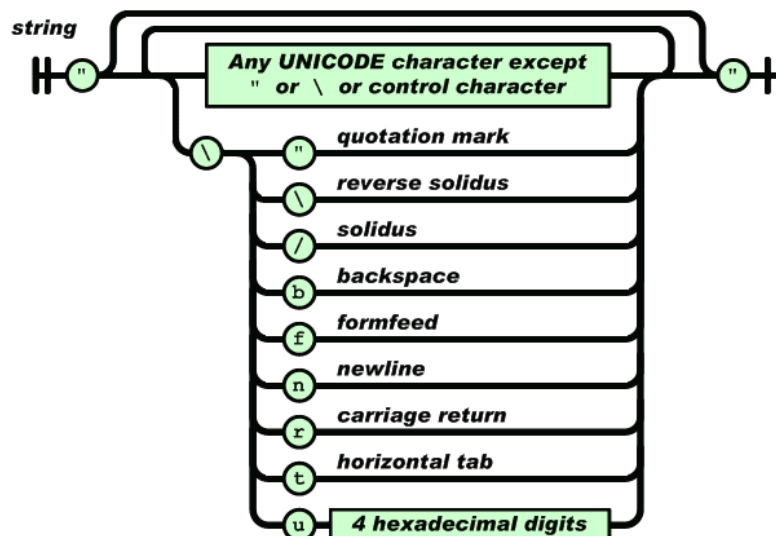 string
" Any UNICODE character except "
" or \ or control character
\ " quotation mark
\ reverse solidus
/ solidus
b backspace
f formfeed
n newline
r carriage return
t horizontal tab
u 4 hexadecimal digits